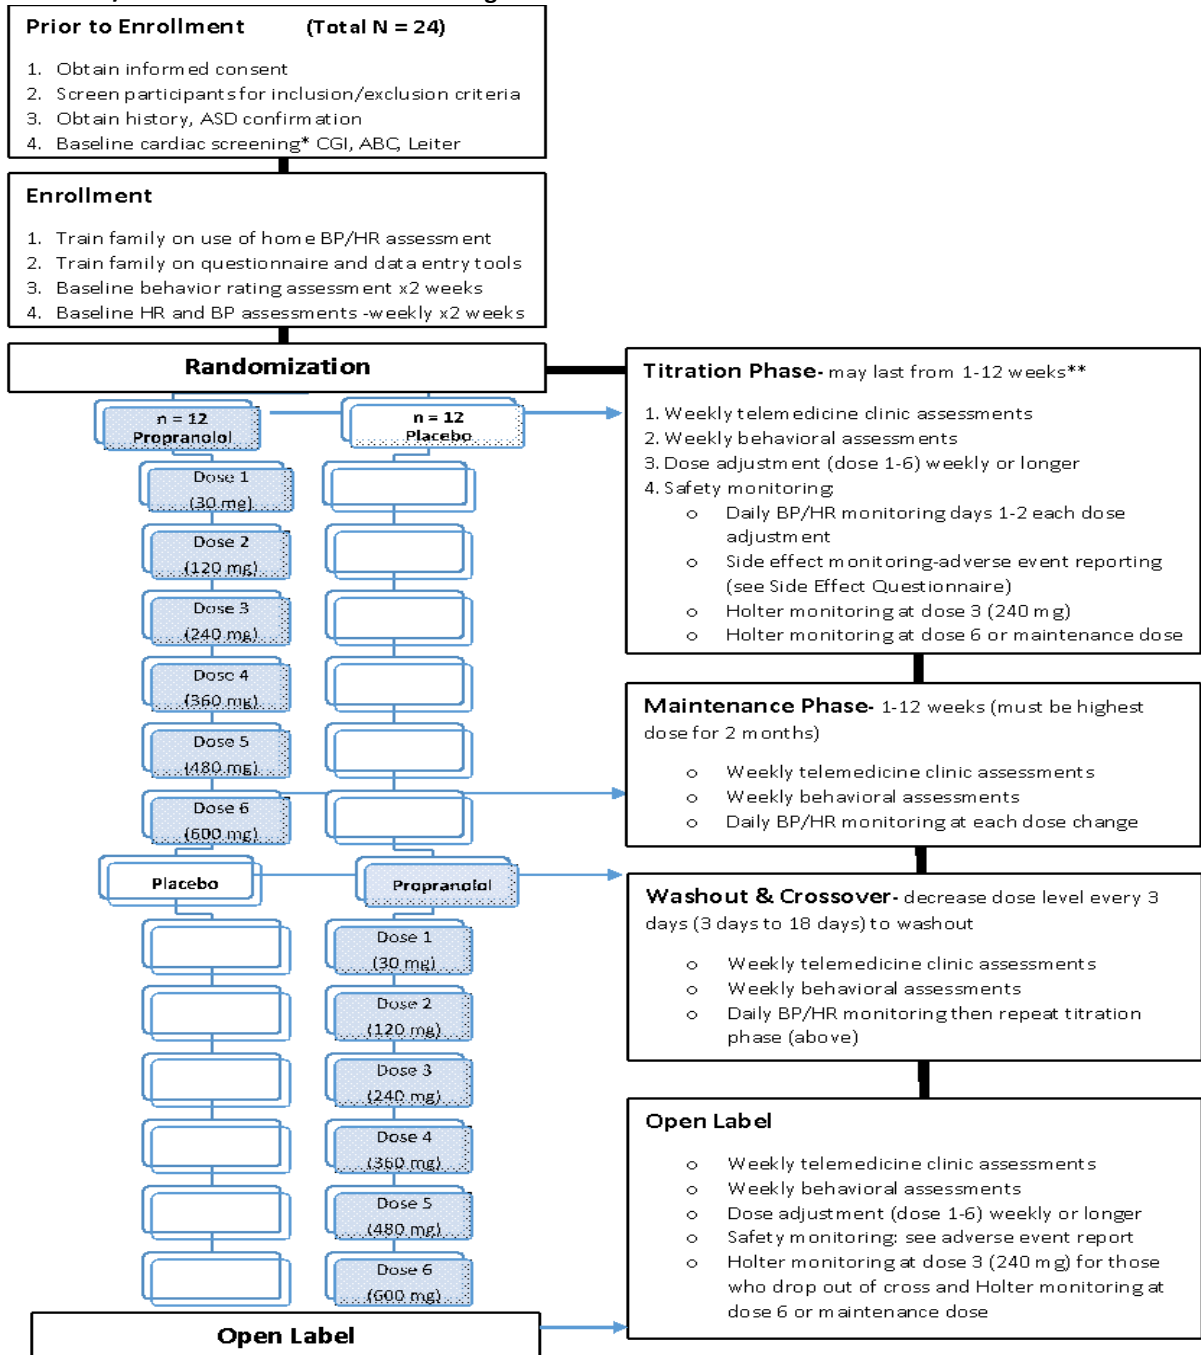 Prior to Enrollment (Total N = 24)
1. Obtain informed consent
2. Screen participants for inclusion/exclusion criteria
3. Obtain history, ASD confirmation
4. Baseline cardiac screening* CGI, ABC, Leiter
Enrollment
1. Train family on use of home BP/HR assessment
2. Train family on questionnaire and data entry tools
3. Baseline behavior rating assessment x2 weeks
4. Baseline HR and BP assessments -weekly x2 weeks
Randomization
n = 12
Propranolol
n = 12
Placebo
Dose 1
(30 mg)
Dose 2
(120 mg)
Dose 3
(240 mg)
Dose 4
(360 mg)
Dose 5
(480 mg)
Dose 6
(600 mg)
Placebo
Propranolol
Dose 1
(30 mg)
Dose 2
(120 mg)
Dose 3
(240 mg)
Dose 4
(360 mg)
Dose 5
(480 mg)
Dose 6
(600 mg)
Open Label
Titration Phase- may last from 1-12 weeks**
1. Weekly telemedicine clinic assessments
2. Weekly behavioral assessments
3. Dose adjustment (dose 1-6) weekly or longer
4. Safety monitoring:
o Daily BP/HR monitoring days 1-2 each dose
adjustment
o Side effect monitoring-adverse event reporting
(see Side Effect Questionnaire)
o Holter monitoring at dose 3 (240 mg)
o Holter monitoring at dose 6 or maintenance dose
Maintenance Phase- 1-12 weeks (must be highest
dose for 2 months)
o Weekly telemedicine clinic assessments
o Weekly behavioral assessments
o Daily BP/HR monitoring at each dose change
Washout & Crossover- decrease dose level every 3
days (3 days to 18 days) to washout
o Weekly telemedicine clinic assessments
o Weekly behavioral assessments
o Daily BP/HR monitoring then repeat titration
phase (above)
Open Label
o Weekly telemedicine clinic assessments
o Weekly behavioral assessments
o Dose adjustment (dose 1-6) weekly or longer
o Safety monitoring: see adverse event report
o Holter monitoring at dose 3 (240 mg) for those
who drop out of cross and Holter monitoring at
dose 6 or maintenance dose